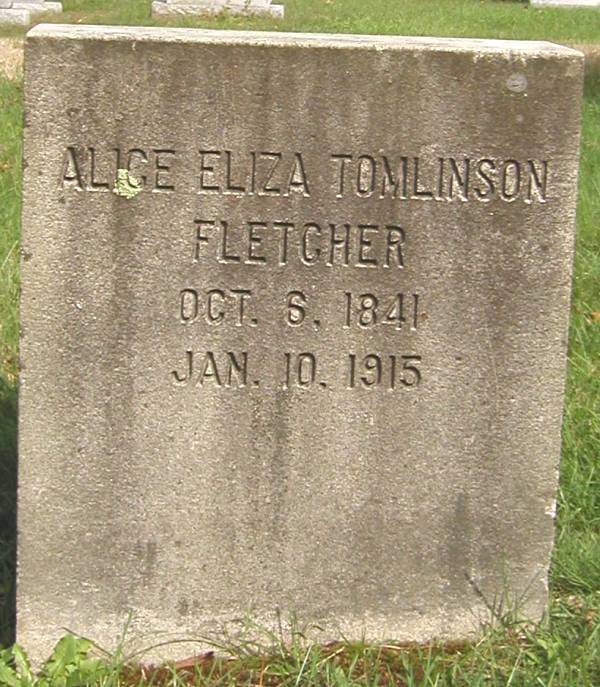 ALICE ELIZA TOMLINSON
FLETCHER
OCT. 6, 1841
JAN. 10, 1915